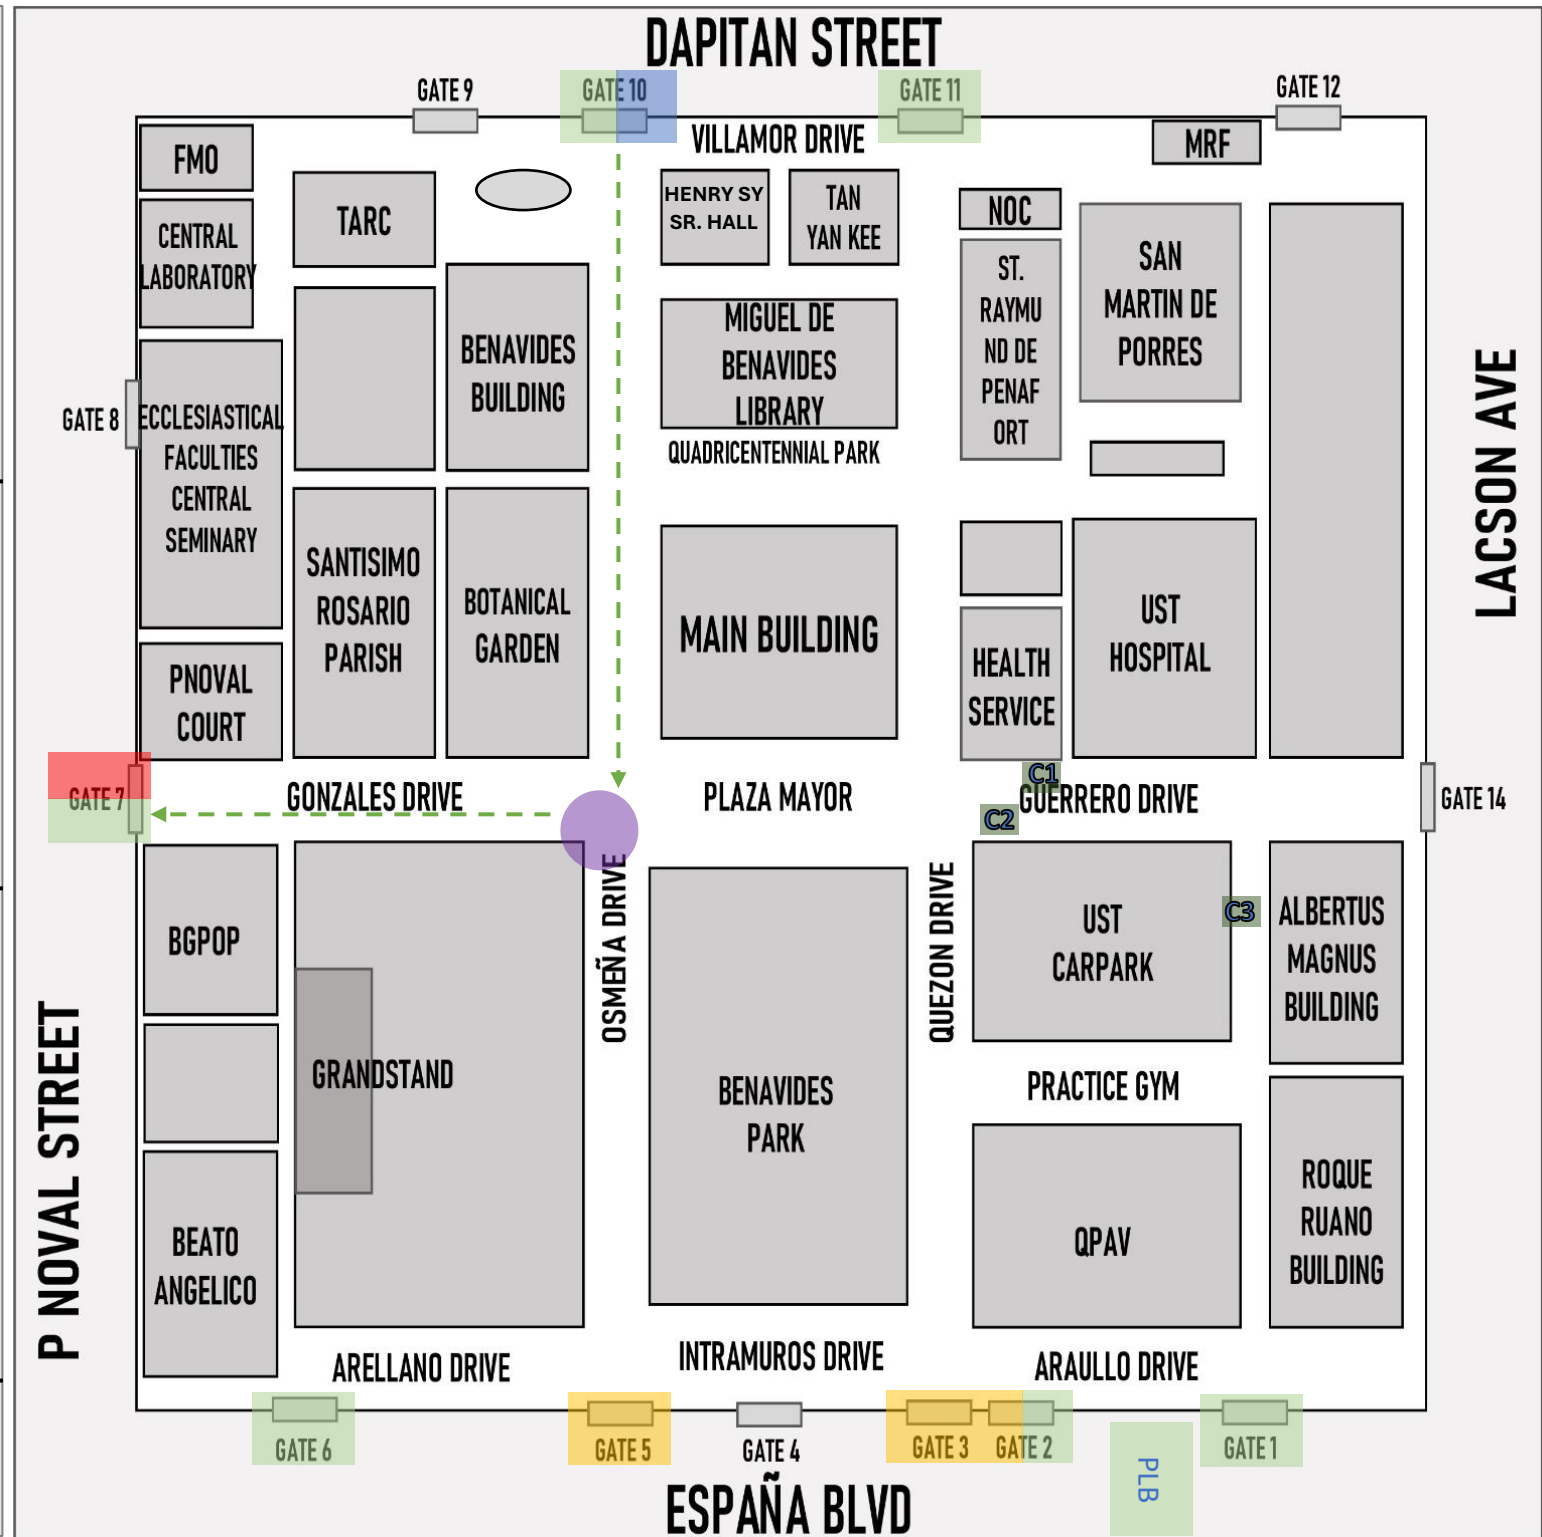 DAPITAN STREET
GATE 9
GATE 10
GATE 11
GATE 12
VILLAMOR DRIVE
MRF
FMO
TARC
HENRY SY
SR. HALL
TAN
YAN KEE
NOC
CENTRAL
LABORATORY
ST.
RAYMU
ND DE
PENAF
ORT
SAN
MARTIN DE
PORRES
BENAVIDES
BUILDING
MIGUEL DE
BENAVIDES
LIBRARY
QUADRICENTENNIAL PARK
GATE 8
ECCLESIASTICAL
FACULTIES
CENTRAL
SEMINARY
LACSON AVE
SANTISIMO
ROSARIO
PARISH
BOTANICAL
GARDEN
MAIN BUILDING
HEALTH
SERVICE
UST
HOSPITAL
PNOVAL
COURT
GATE 7
GONZALES DRIVE
PLAZA MAYOR
C1
GUERRERO DRIVE
C2
GATE 14
BGPOP
OSMEÑA DRIVE
QUEZON DRIVE
UST
CARPARK
C3
ALBERTUS
MAGNUS
BUILDING
P NOVAL STREET
GRANDSTAND
BENAVIDES
PARK
PRACTICE GYM
BEATO
ANGELICO
QPAV
ROQUE
RUANO
BUILDING
ARELLANO DRIVE
INTRAMUROS DRIVE
ARAULLO DRIVE
GATE 6
GATE 5
GATE 4
GATE 3
GATE 2
PLB
GATE 1
ESPAÑA BLVD